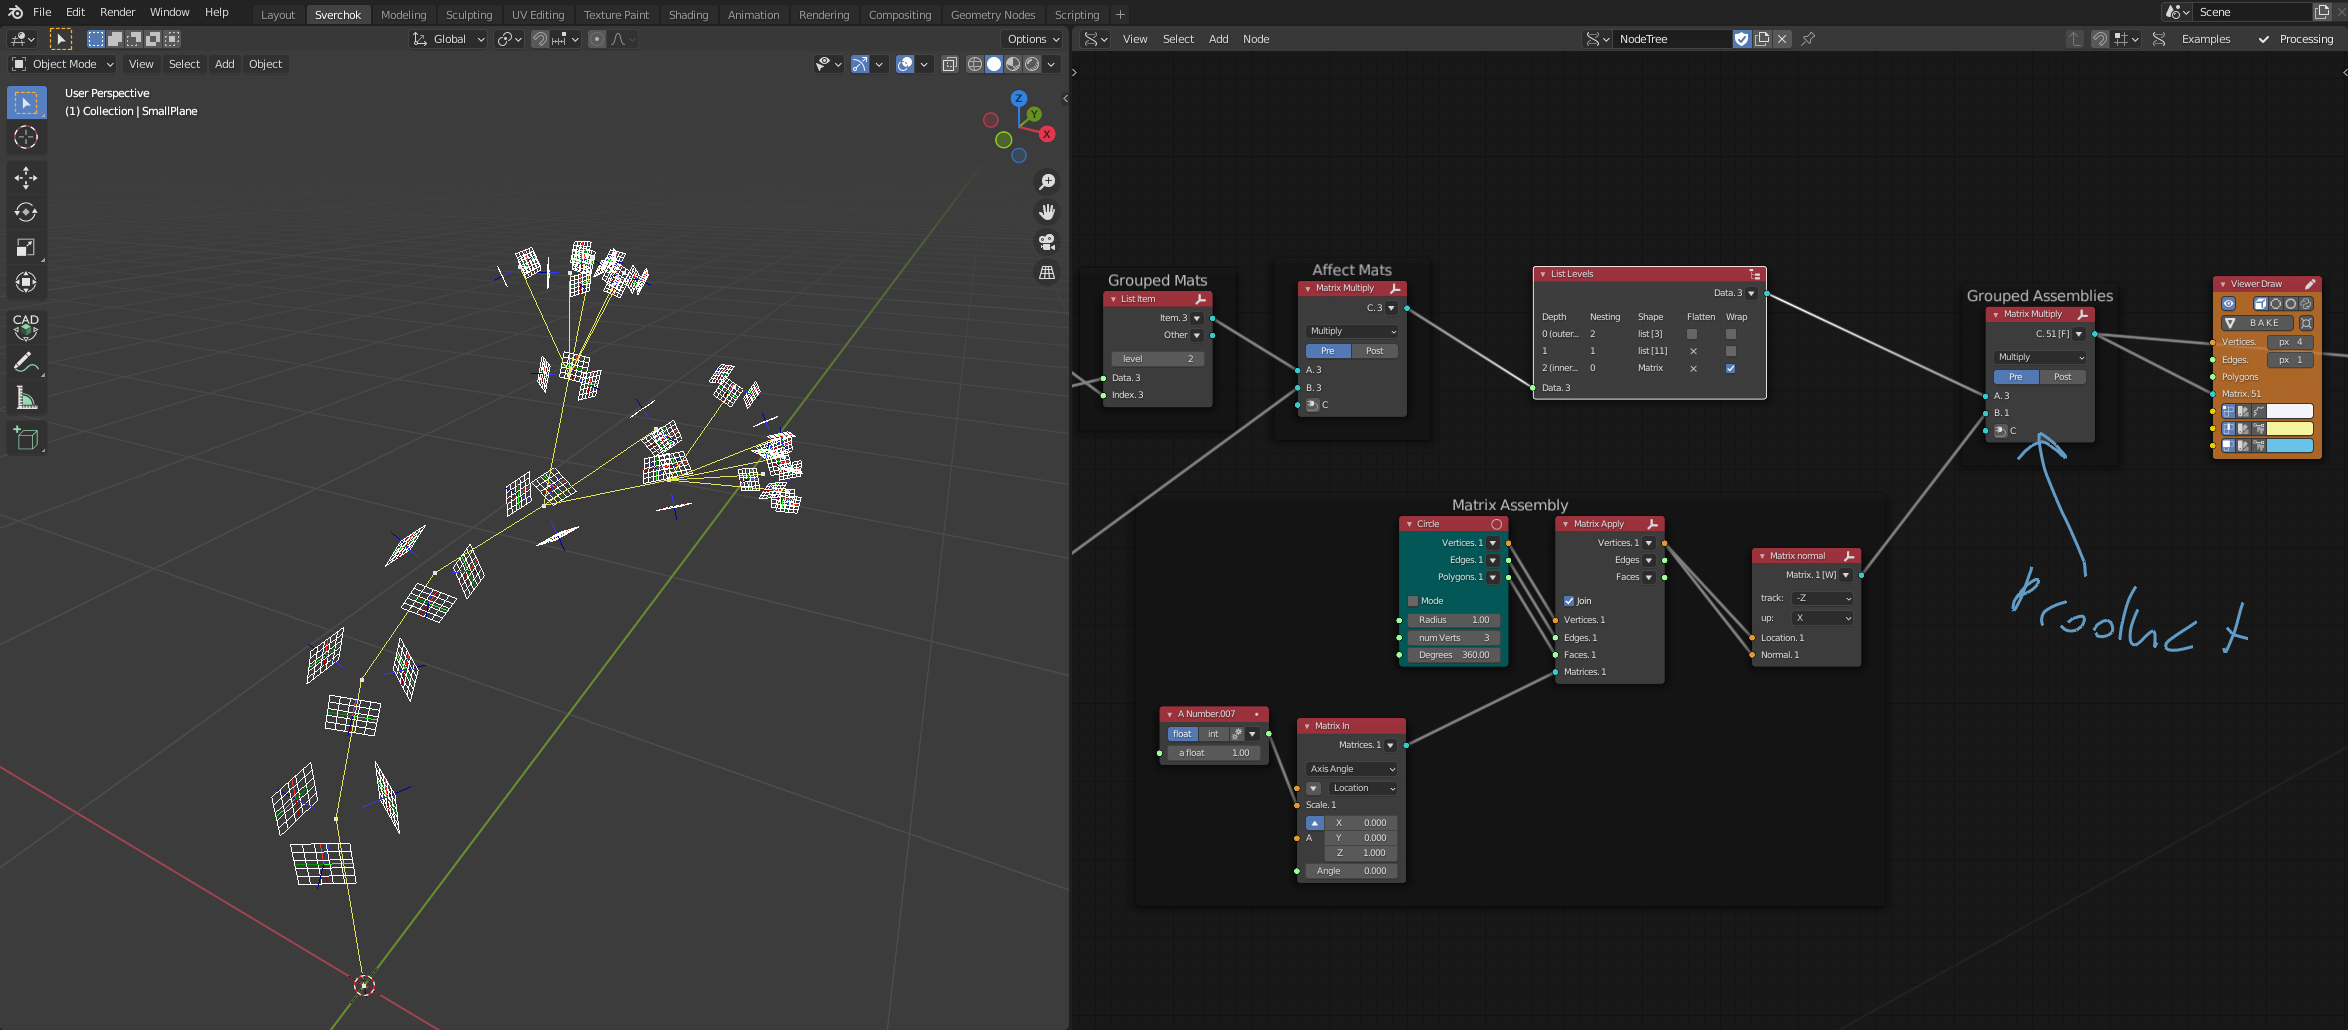 File Edit Render Window Help
Layout Sverchok Modeling Sculpting UV Editing Texture Paint Shading Animation Rendering Compositing Geometry Nodes Scripting +
Scene
Global
Options
View Select Add Node
NodeTree
Examples
Processing
Object Mode View Select Add Object
User Perspective
(1) Collection | SmallPlane
Z
Y
X
CAD
Grouped Mats
List Item
Item. 3
Other
level 2
Data. 3
Index. 3
Affect Mats
Matrix Multiply
C. 3
Multiply
Pre Post
A. 3
B. 3
C
List Levels
Data. 3
Depth Nesting Shape Flatten Wrap
0 (outer... 2 list [3]
1 1 list [11]
2 (inner... 0 Matrix
Data. 3
Grouped Assemblies
Matrix Multiply
C. 51 [F]
Multiply
Pre Post
A. 3
B. 1
C
Viewer Draw
BAKE
Vertices. px 4
Edges. px 1
Polygons
Matrix. 51
product
Matrix Assembly
Circle
Vertices. 1
Edges. 1
Polygons. 1
Mode
Radius 1.00
num Verts 3
Degrees 360.00
Matrix Apply
Vertices. 1
Edges
Faces
Join
Vertices. 1
Edges. 1
Faces. 1
Matrices. 1
Matrix normal
Matrix. 1 [W]
track: -Z
up: X
Location. 1
Normal. 1
A Number.007
float int
a float 1.00
Matrix In
Matrices. 1
Axis Angle
Location
Scale. 1
X 0.000
A Y 0.000
Z 1.000
Angle 0.000